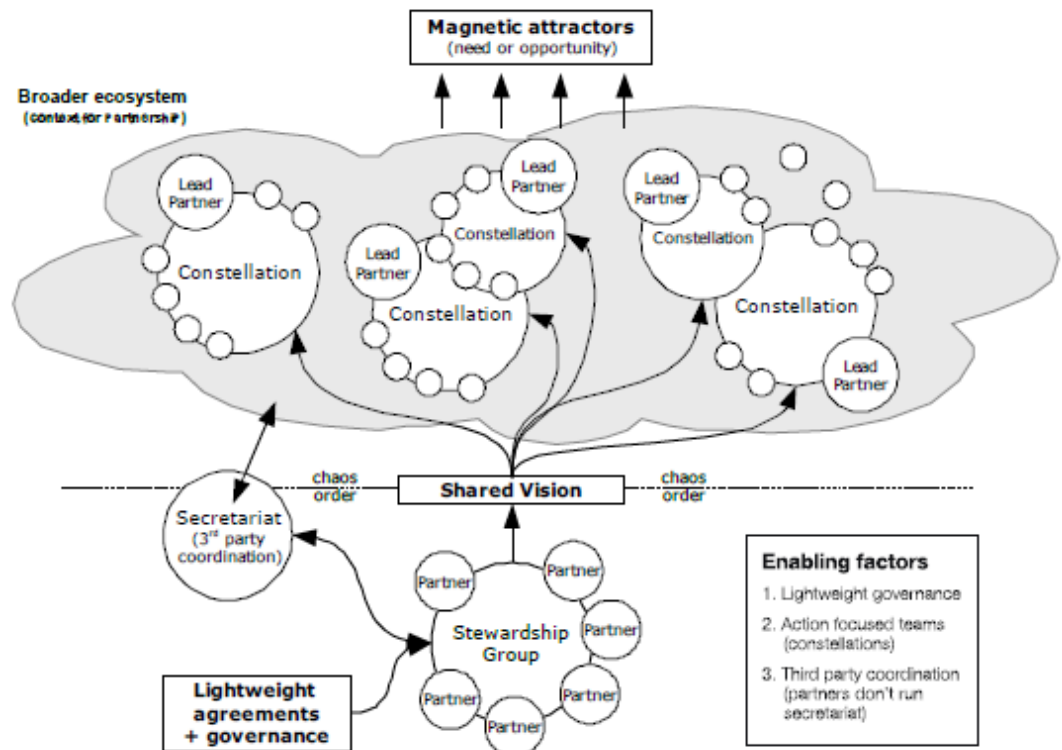 Magnetic attractors
(need or opportunity)
Broader ecosystem
(context for Partnership)
Lead
Partner
Constellation
Lead
Partner
Constellation
Lead
Partner
Constellation
Lead
Partner
Constellation
Constellation
Lead
Partner
chaos
order
Shared Vision
chaos
order
Secretariat
(3rd party
coordination)
Partner
Partner
Partner
Partner
Partner
Partner
Stewardship
Group
Lightweight
agreements
+ governance
Enabling factors
1. Lightweight governance
2. Action focused teams
(constellations)
3. Third party coordination
(partners don't run
secretariat)